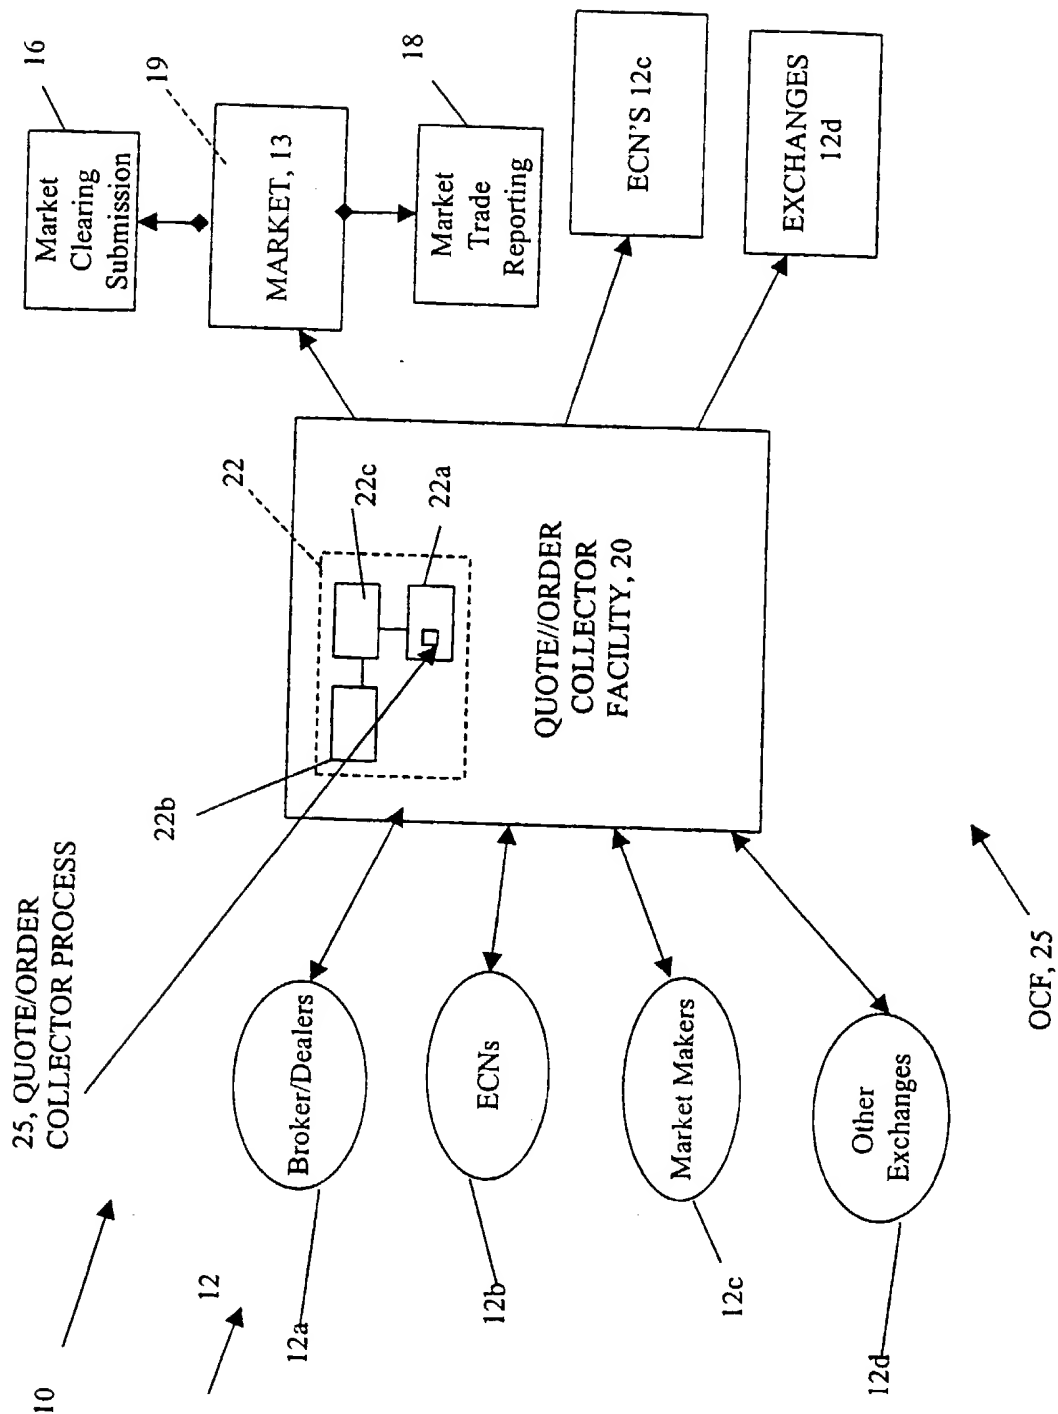 10
12
25, QUOTE/ORDER
COLLECTOR PROCESS
12a
Broker/Dealers
12b
ECNs
12c
Market Makers
12d
Other
Exchanges
22b
22
22c
22a
QUOTE//ORDER
COLLECTOR
FACILITY, 20
16
Market
Clearing
Submission
19
MARKET, 13
18
Market
Trade
Reporting
ECN'S 12c
EXCHANGES
12d
OCF, 25